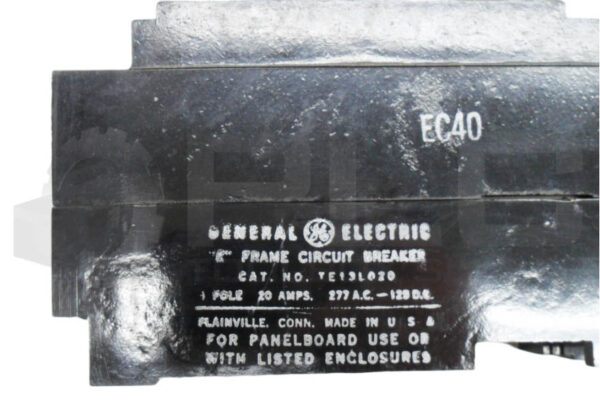 EC40
GENERAL GE ELECTRIC
"E" FRAME CIRCUIT BREAKER
CAT. NO. TE13L020
1 POLE 20 AMPS. 277 A.C. – 125 D.C.
PLAINVILLE, CONN. MADE IN U S A
FOR PANELBOARD USE OR
WITH LISTED ENCLOSURES